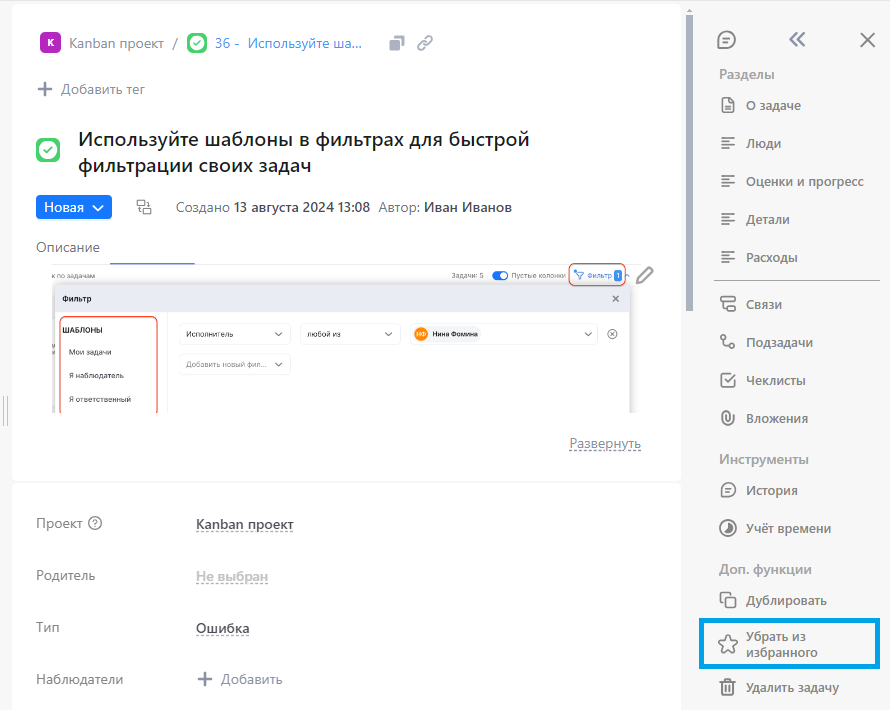 K Kanban проект / 36 - Используйте ша...
Добавить тег
Используйте шаблоны в фильтрах для быстрой
фильтрации своих задач
Новая
Создано 13 августа 2024 13:08 Автор: Иван Иванов
Описание
к по задачам Задачи: 5 Пустые колонки Фильтр 1
Фильтр
ШАБЛОНЫ
Мои задачи
Я наблюдатель
Я ответственный
Исполнитель любой из НФ Нина Фомина
Добавить новый фил...
Развернуть
Проект Kanban проект
Родитель Не выбран
Тип Ошибка
Наблюдатели Добавить
Разделы
О задаче
Люди
Оценки и прогресс
Детали
Расходы
Связи
Подзадачи
Чеклисты
Вложения
Инструменты
История
Учёт времени
Доп. функции
Дублировать
Убрать из
избранного
Удалить задачу